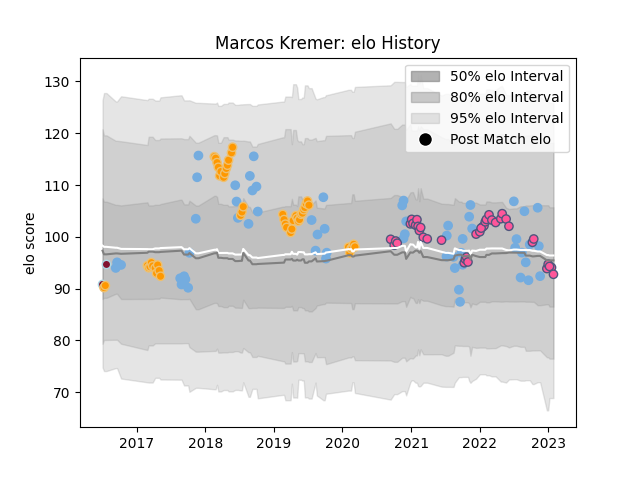 Marcos Kremer: elo History
50% elo Interval
80% elo Interval
95% elo Interval
Post Match elo
elo score
130
120
110
100
90
80
70
2017
2018
2019
2020
2021
2022
2023